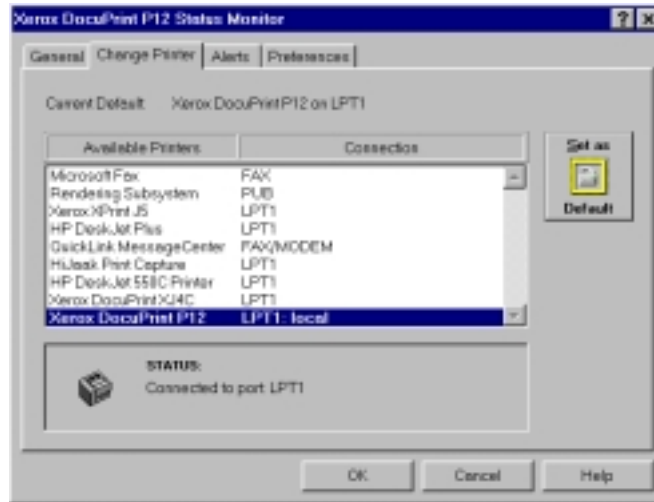 Xerox DocuPrint P12 Status Monitor
General Change Printer Alerts Preferences
Current Default: Xerox DocuPrint P12 on LPT1
Available Printers Connection
Microsoft Fax FAX
Rendering Subsystem PUB
Xerox XPrint J5 LPT1
HP DeskJet Plus LPT1
QuickLink MessageCenter FAX/MODEM
HiJaak Print Capture LPT1
HP DeskJet 550C Printer LPT1
Xerox DocuPrint XJ4C LPT1
Xerox DocuPrint P12 LPT1: local
Set as
Default
STATUS:
Connected to port LPT1
OK Cancel Help